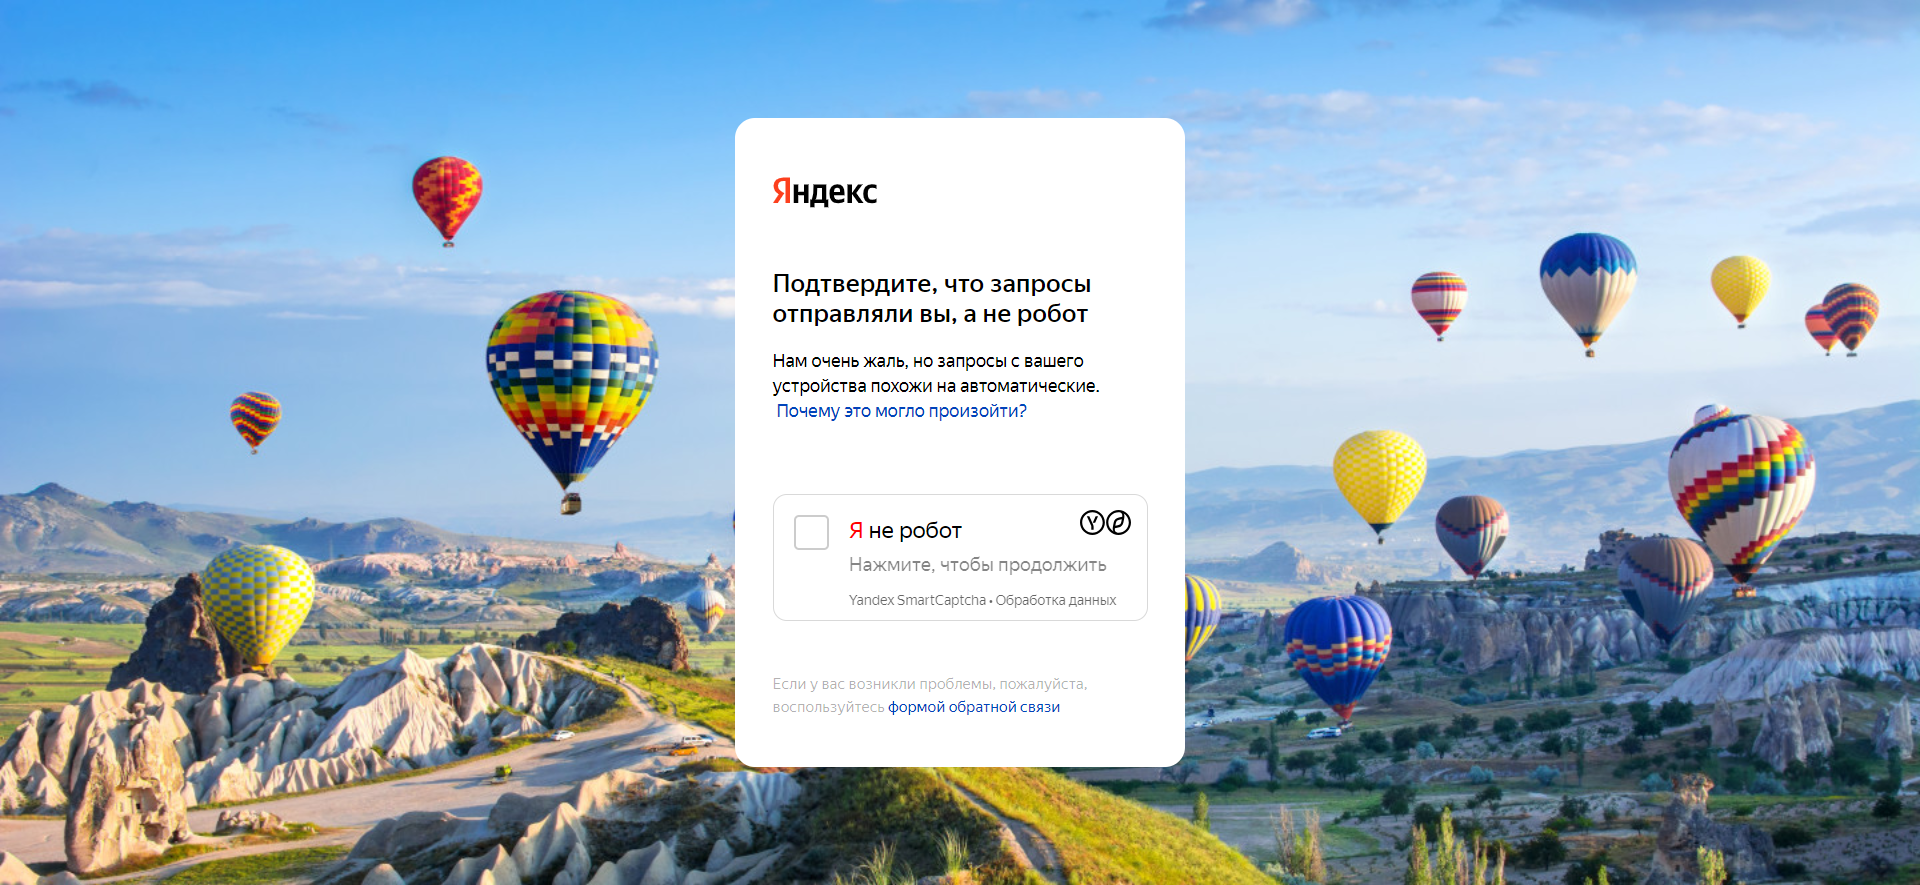 Яндекс
Подтвердите, что запросы
отправляли вы, а не робот
Нам очень жаль, но запросы с вашего
устройства похожи на автоматические.
Почему это могло произойти?
Я не робот
Нажмите, чтобы продолжить
Yandex SmartCaptcha • Обработка данных
Если у вас возникли проблемы, пожалуйста,
воспользуйтесь формой обратной связи